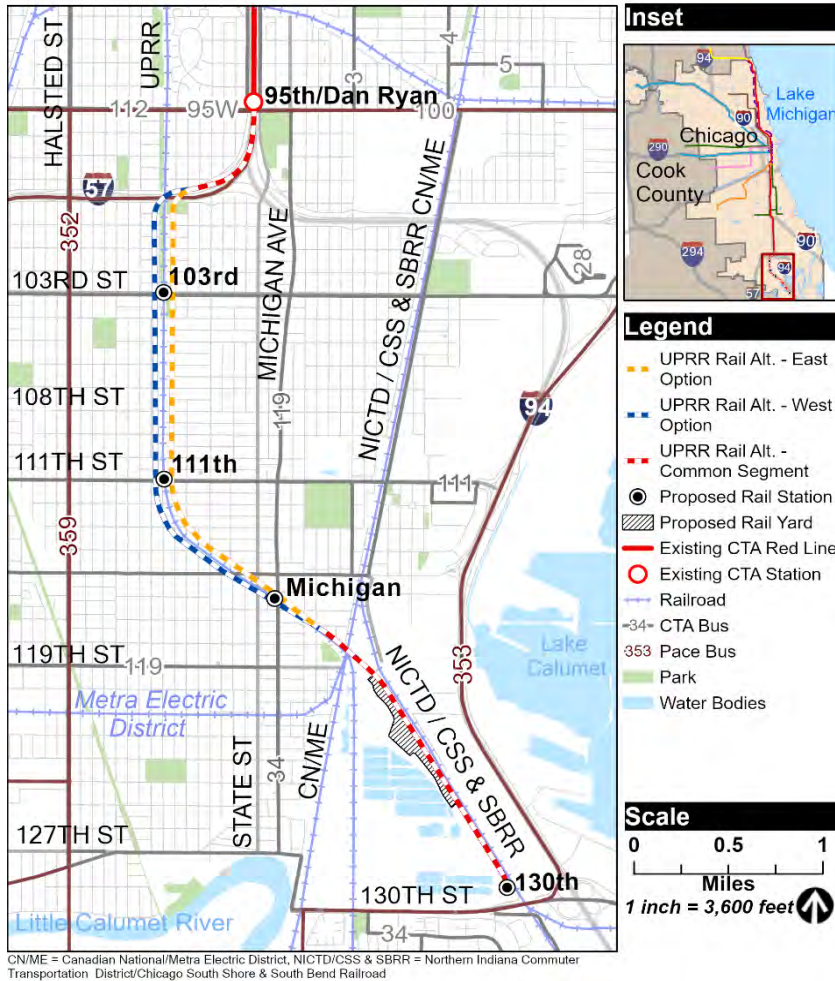 HALSTED ST
UPRR
4
3
5
95th/Dan Ryan
112
95W
100
57
352
MICHIGAN AVE
NICTD / CSS & SBRR CN/ME
103RD ST
103rd
28
108TH ST
119
94
111TH ST
111th
111
359
Michigan
353
Lake
Calumet
119TH ST
119
NICTD / CSS & SBRR
Metra Electric
District
STATE ST
34
CN/ME
127TH ST
130th
130TH ST
Little Calumet River
34
CN/ME = Canadian National/Metra Electric District, NICTD/CSS & SBRR = Northern Indiana Commuter
Transportation District/Chicago South Shore & South Bend Railroad
Inset
94
Lake
Michigan
90
Chicago
290
Cook
County
294
90
94
57
Legend
UPRR Rail Alt. - East
Option
UPRR Rail Alt. - West
Option
UPRR Rail Alt. -
Common Segment
Proposed Rail Station
Proposed Rail Yard
Existing CTA Red Line
Existing CTA Station
Railroad
34 CTA Bus
353 Pace Bus
Park
Water Bodies
Scale
0 0.5 1
Miles
1 inch = 3,600 feet